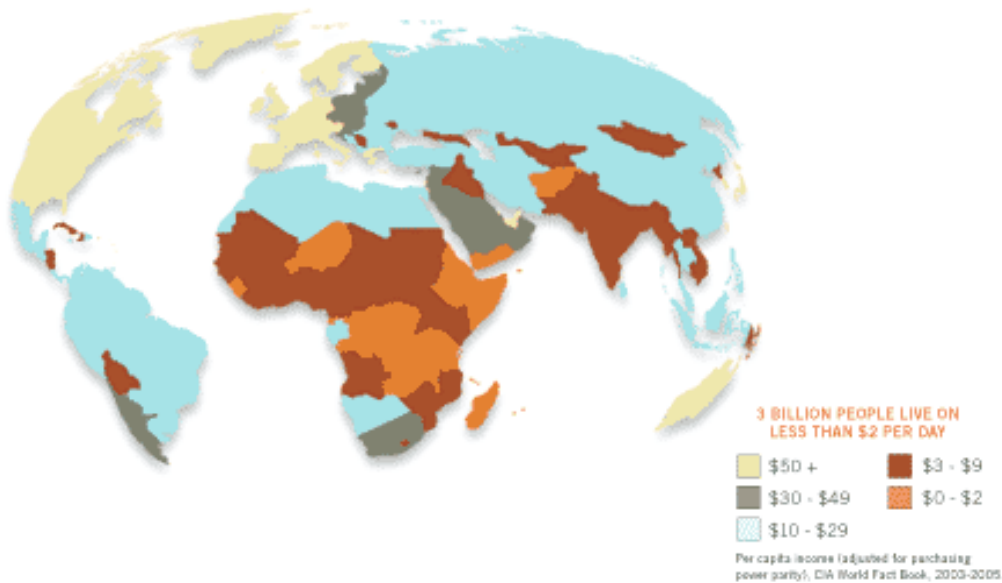 3 BILLION PEOPLE LIVE ON
LESS THAN $2 PER DAY
$50 +
$3 - $9
$30 - $49
$0 - $2
$10 - $29
Per capita income (adjusted for purchasing
power parity), CIA World Fact Book, 2003-2005